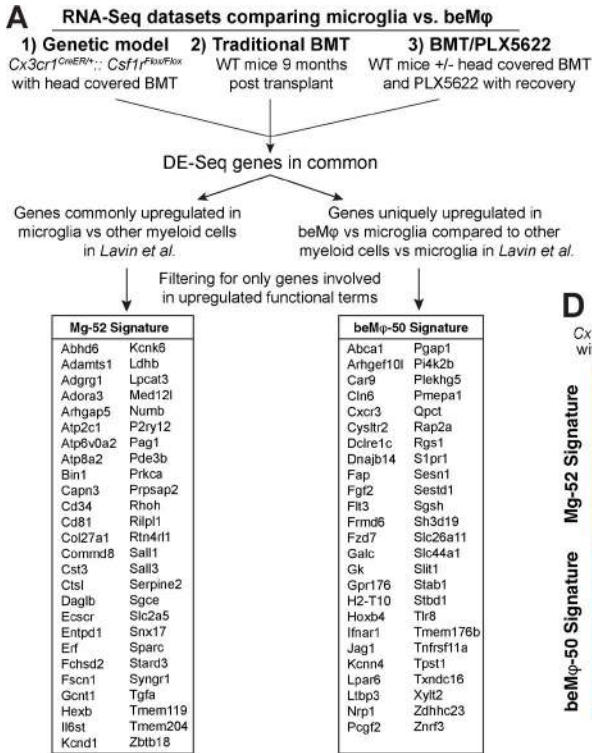 A
RNA-Seq datasets comparing microglia vs. beMφ
1) Genetic model
Cx3cr1CreER/+:: Csf1rFlox/Flox
with head covered BMT
2) Traditional BMT
WT mice 9 months
post transplant
3) BMT/PLX5622
WT mice +/- head covered BMT
and PLX5622 with recovery
DE-Seq genes in common
Genes commonly upregulated in
microglia vs other myeloid cells
in Lavin et al.
Genes uniquely upregulated in
beMφ vs microglia compared to other
myeloid cells vs microglia in Lavin et al.
Filtering for only genes involved
in upregulated functional terms
Mg-52 Signature
Abhd6 Kcnk6
Adamts1 Ldhb
Adgrg1 Lpcat3
Adora3 Med12l
Arhgap5 Numb
Atp2c1 P2ry12
Atp6v0a2 Pag1
Atp8a2 Pde3b
Bin1 Prkca
Capn3 Prpsap2
Cd34 Rhoh
Cd81 Rilpl1
Col27a1 Rtn4rl1
Commd8 Sall1
Cst3 Sall3
Ctsl Serpine2
Daglb Sgce
Ecscr Slc2a5
Entpd1 Snx17
Erf Sparc
Fchsd2 Stard3
Fscn1 Syngr1
Gcnt1 Tgfa
Hexb Tmem119
Il6st Tmem204
Kcnd1 Zbtb18
beMφ-50 Signature
Abca1 Pgap1
Arhgef10l Pi4k2b
Car9 Plekhg5
Cln6 Pmepa1
Cxcr3 Qpct
Cysltr2 Rap2a
Dclre1c Rgs1
Dnajb14 S1pr1
Fap Sesn1
Fgf2 Sestd1
Flt3 Sgsh
Frmd6 Sh3d19
Fzd7 Slc26a11
Galc Slc44a1
Gk Slit1
Gpr176 Stab1
H2-T10 Stbd1
Hoxb4 Tlr8
Ifnar1 Tmem176b
Jag1 Tnfrsf11a
Kcnn4 Tpst1
Lpar6 Txndc16
Ltbp3 Xylt2
Nrp1 Zdhhc23
Pcgf2 Znrf3
D
Cx
wi
Mg-52 Signature
beMφ-50 Signature